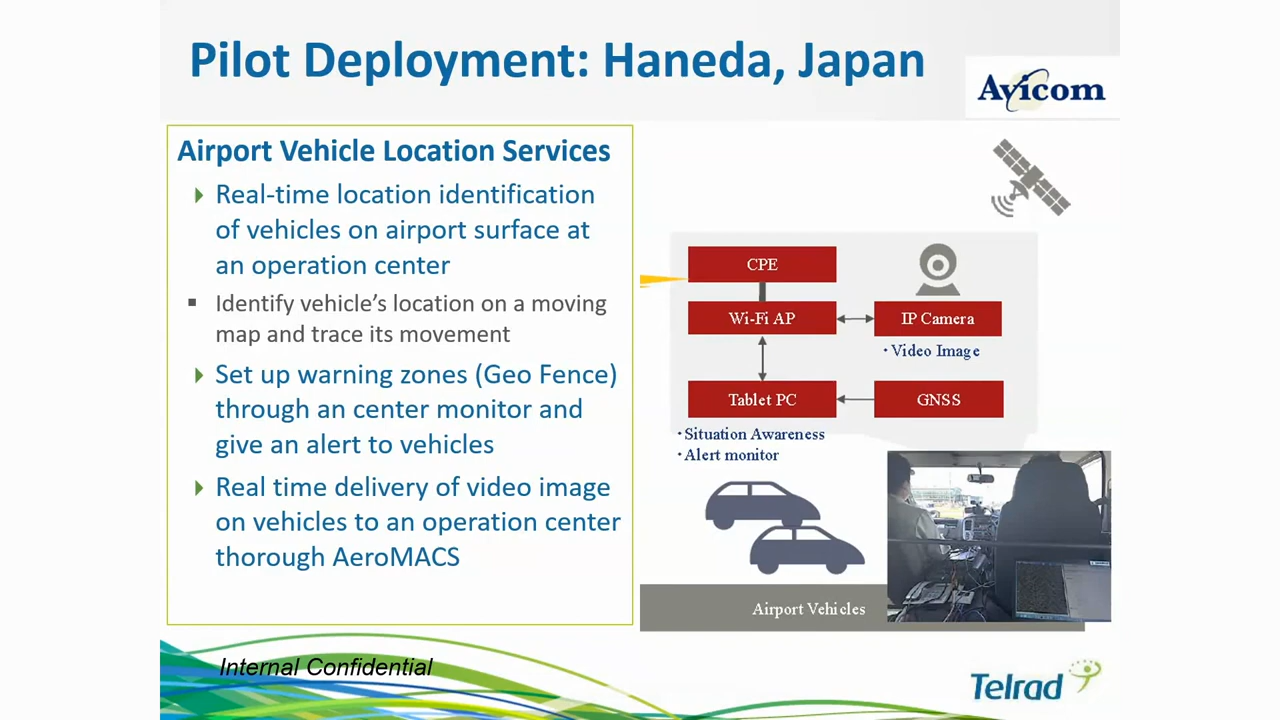 Pilot Deployment: Haneda, Japan
Avicom
Airport Vehicle Location Services
Real-time location identification
of vehicles on airport surface at
an operation center
Identify vehicle’s location on a moving
map and trace its movement
Set up warning zones (Geo Fence)
through an center monitor and
give an alert to vehicles
Real time delivery of video image
on vehicles to an operation center
thorough AeroMACS
CPE
Wi-Fi AP
IP Camera
・Video Image
Tablet PC
GNSS
・Situation Awareness
・Alert monitor
Airport Vehicles
Internal Confidential
Telrad